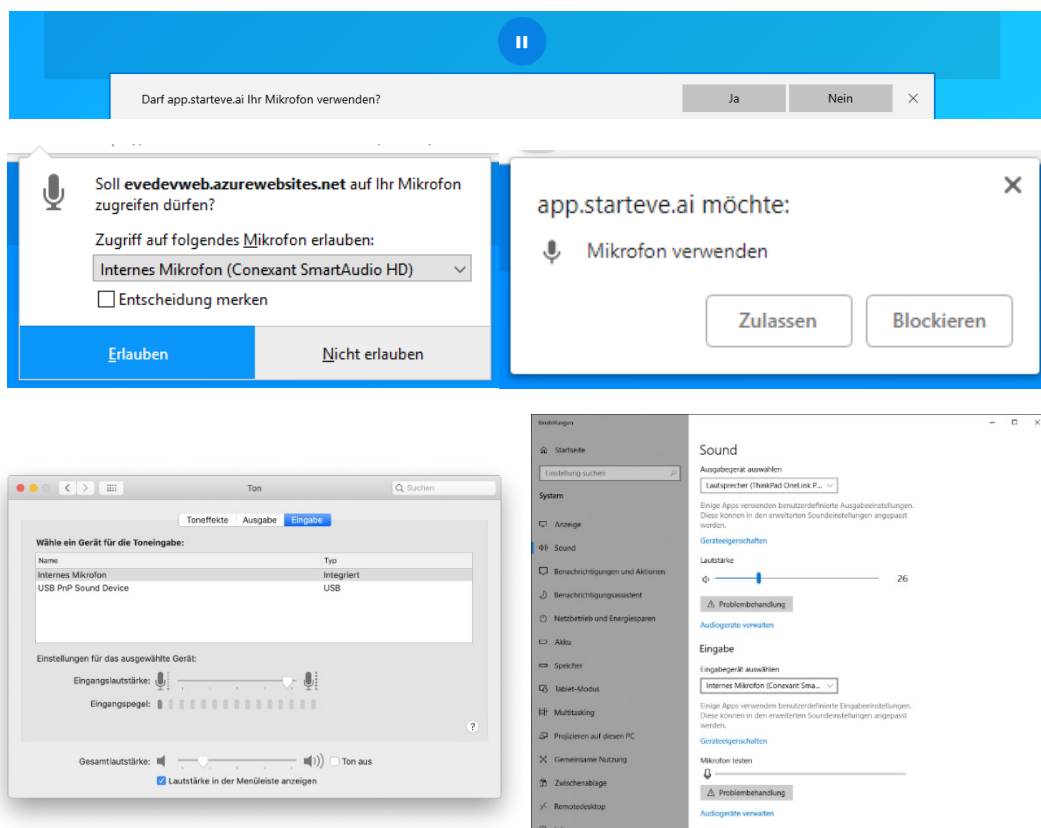 Darf app.starteve.ai Ihr Mikrofon verwenden?
Ja
Nein
Soll evedevweb.azurewebsites.net auf Ihr Mikrofon
zugreifen dürfen?
Zugriff auf folgendes Mikrofon erlauben:
Internes Mikrofon (Conexant SmartAudio HD)
Entscheidung merken
Erlauben
Nicht erlauben
app.starteve.ai möchte:
Mikrofon verwenden
Zulassen
Blockieren
Ton
Suchen
Toneffekte
Ausgabe
Eingabe
Wähle ein Gerät für die Toneingabe:
Name
Typ
Internes Mikrofon
Integriert
USB PnP Sound Device
USB
Einstellungen für das ausgewählte Gerät:
Eingangslautstärke:
Eingangspegel:
?
Gesamtlautstärke:
Ton aus
Lautstärke in der Menüleiste anzeigen
Einstellungen
Startseite
Einstellung suchen
System
Anzeige
Sound
Benachrichtigungen und Aktionen
Benachrichtigungsassistent
Netzbetrieb und Energiesparen
Akku
Speicher
Tablet-Modus
Multitasking
Projizieren auf diesen PC
Gemeinsame Nutzung
Zwischenablage
Remotedesktop
Sound
Ausgabegerät auswählen
Lautsprecher (ThinkPad OneLink P...
Einige Apps verwenden benutzerdefinierte Ausgabeeinstellungen.
Diese können in den erweiterten Soundeinstellungen angepasst
werden.
Geräteeigenschaften
Lautstärke
26
Problembehandlung
Audiogeräte verwalten
Eingabe
Eingabegerät auswählen
Internes Mikrofon (Conexant Sma...
Einige Apps verwenden benutzerdefinierte Eingabeeinstellungen.
Diese können in den erweiterten Soundeinstellungen angepasst
werden.
Geräteeigenschaften
Mikrofon testen
Problembehandlung
Audiogeräte verwalten